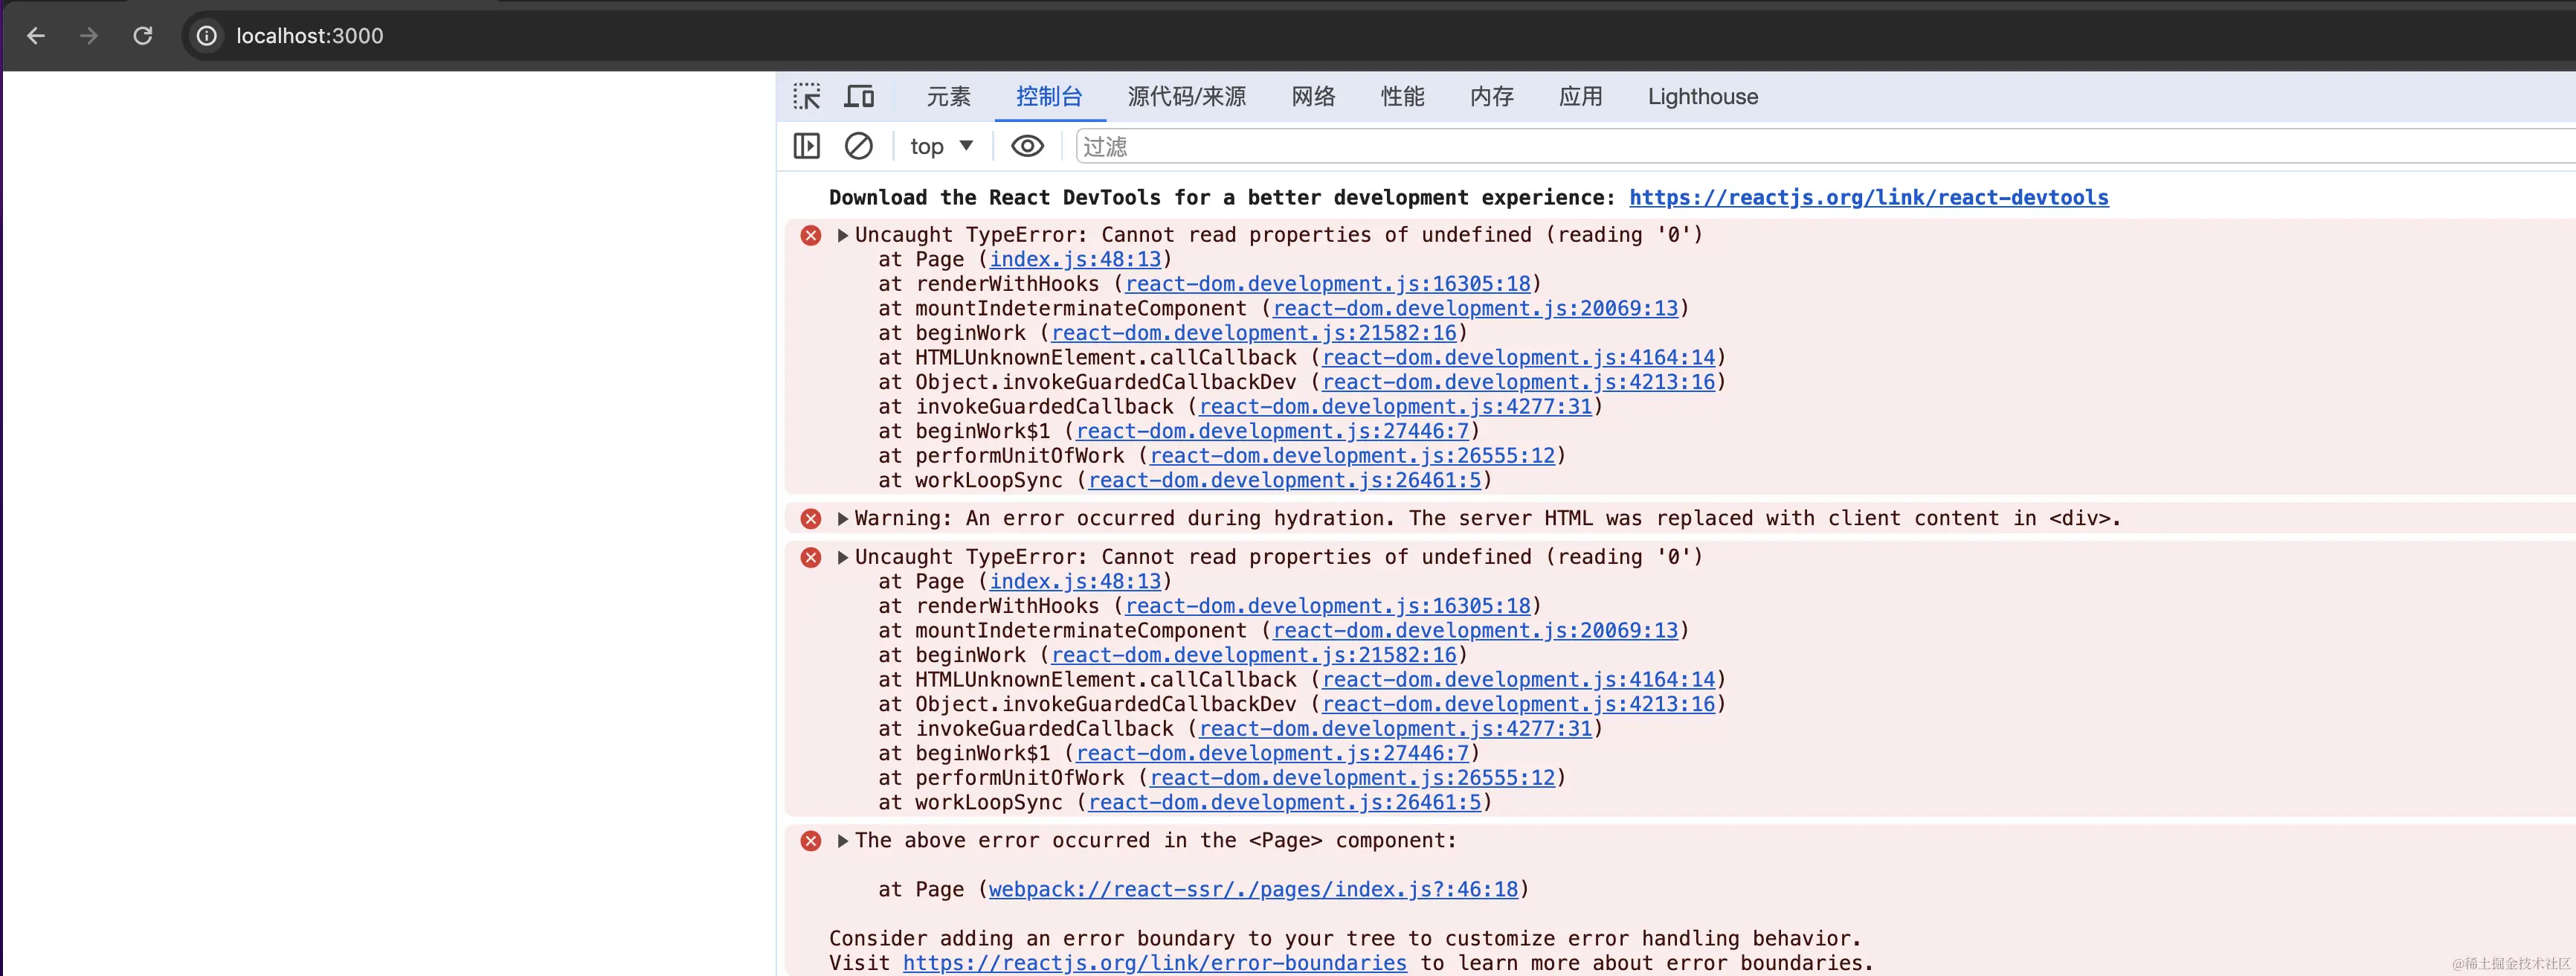 localhost:3000
元素 控制台 源代码/来源 网络 性能 内存 应用 Lighthouse
top 过滤
Download the React DevTools for a better development experience: https://reactjs.org/link/react-devtools
Uncaught TypeError: Cannot read properties of undefined (reading '0')
at Page (index.js:48:13)
at renderWithHooks (react-dom.development.js:16305:18)
at mountIndeterminateComponent (react-dom.development.js:20069:13)
at beginWork (react-dom.development.js:21582:16)
at HTMLUnknownElement.callCallback (react-dom.development.js:4164:14)
at Object.invokeGuardedCallbackDev (react-dom.development.js:4213:16)
at invokeGuardedCallback (react-dom.development.js:4277:31)
at beginWork$1 (react-dom.development.js:27446:7)
at performUnitOfWork (react-dom.development.js:26555:12)
at workLoopSync (react-dom.development.js:26461:5)
Warning: An error occurred during hydration. The server HTML was replaced with client content in <div>.
Uncaught TypeError: Cannot read properties of undefined (reading '0')
at Page (index.js:48:13)
at renderWithHooks (react-dom.development.js:16305:18)
at mountIndeterminateComponent (react-dom.development.js:20069:13)
at beginWork (react-dom.development.js:21582:16)
at HTMLUnknownElement.callCallback (react-dom.development.js:4164:14)
at Object.invokeGuardedCallbackDev (react-dom.development.js:4213:16)
at invokeGuardedCallback (react-dom.development.js:4277:31)
at beginWork$1 (react-dom.development.js:27446:7)
at performUnitOfWork (react-dom.development.js:26555:12)
at workLoopSync (react-dom.development.js:26461:5)
The above error occurred in the <Page> component:
at Page (webpack://react-ssr/./pages/index.js?:46:18)
Consider adding an error boundary to your tree to customize error handling behavior.
Visit https://reactjs.org/link/error-boundaries to learn more about error boundaries.
@稀土掘金技术社区